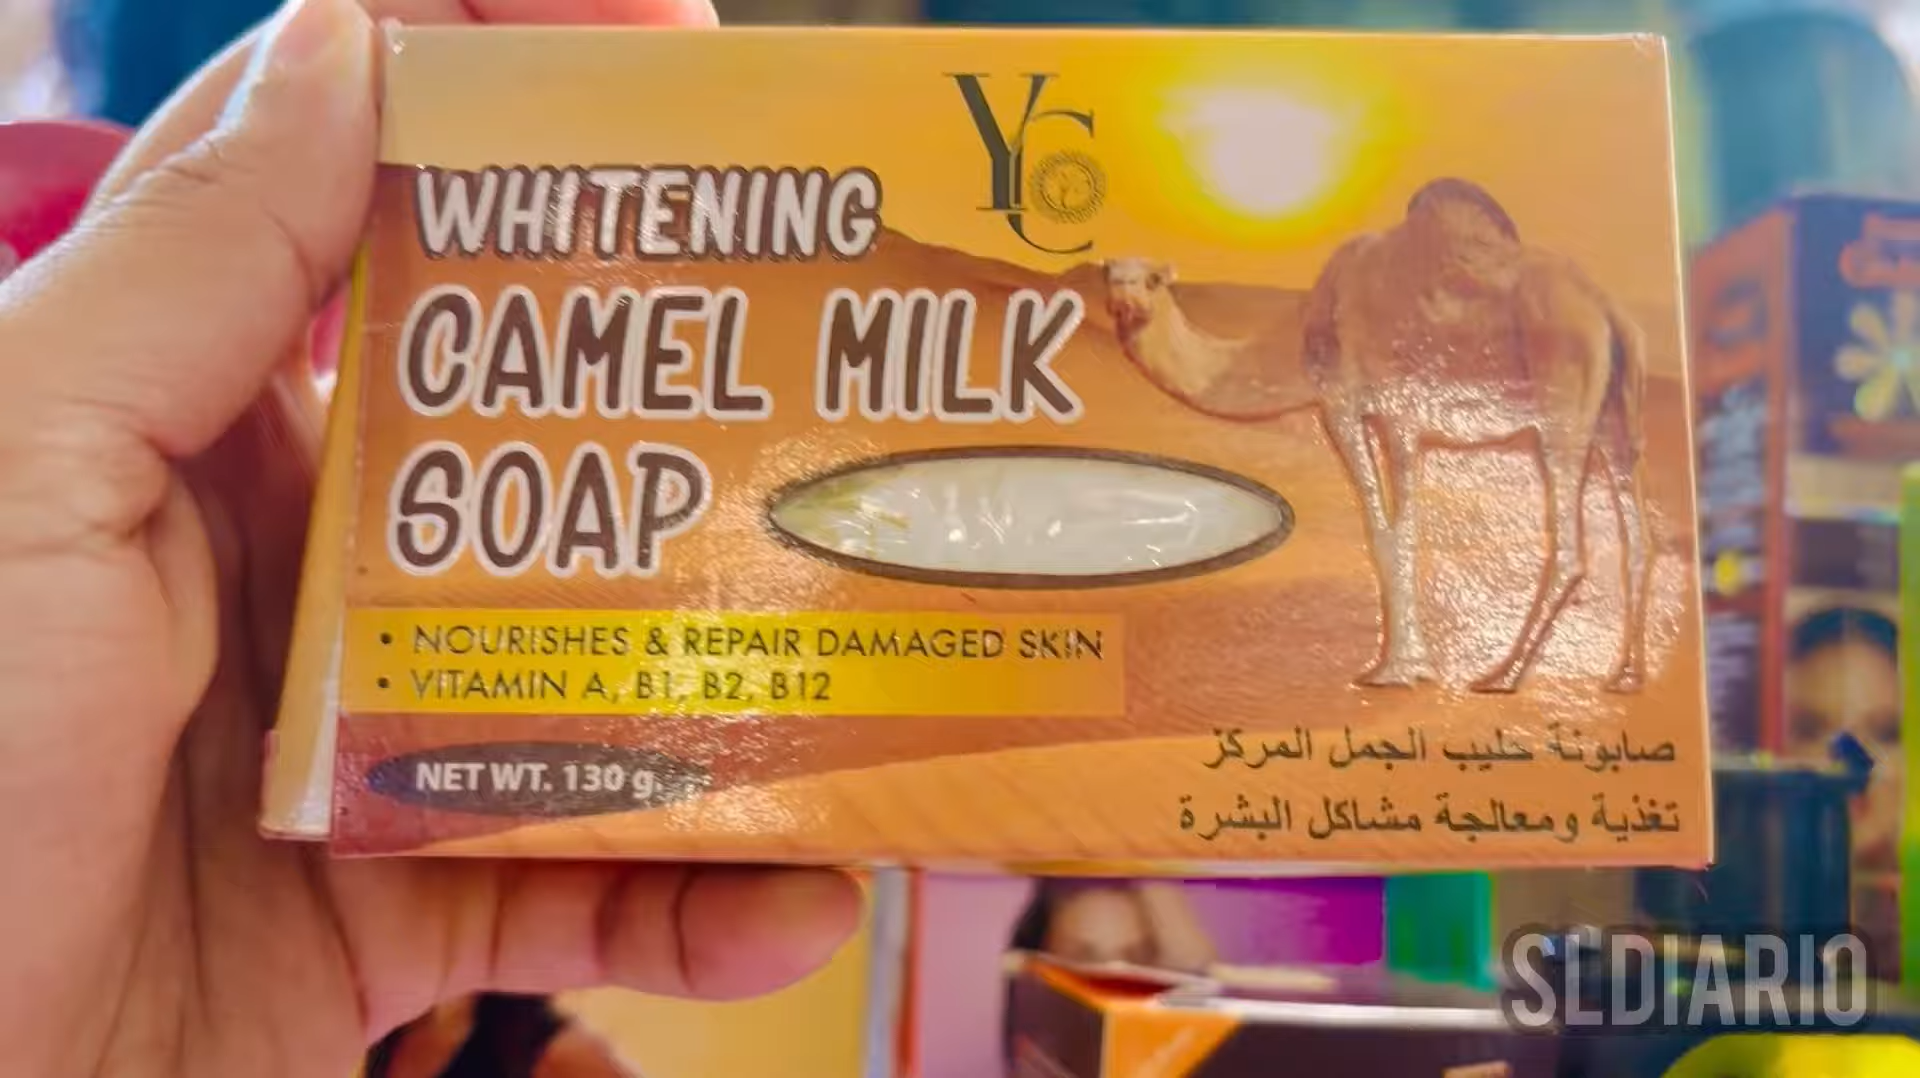 YC
WHITENING
CAMEL MILK
SOAP
• NOURISHES & REPAIR DAMAGED SKIN
• VITAMIN A, B1, B2, B12
NET WT. 130 g.
صابونة حليب الجمل المركز
تغذية ومعالجة مشاكل البشرة
SLDIARIO